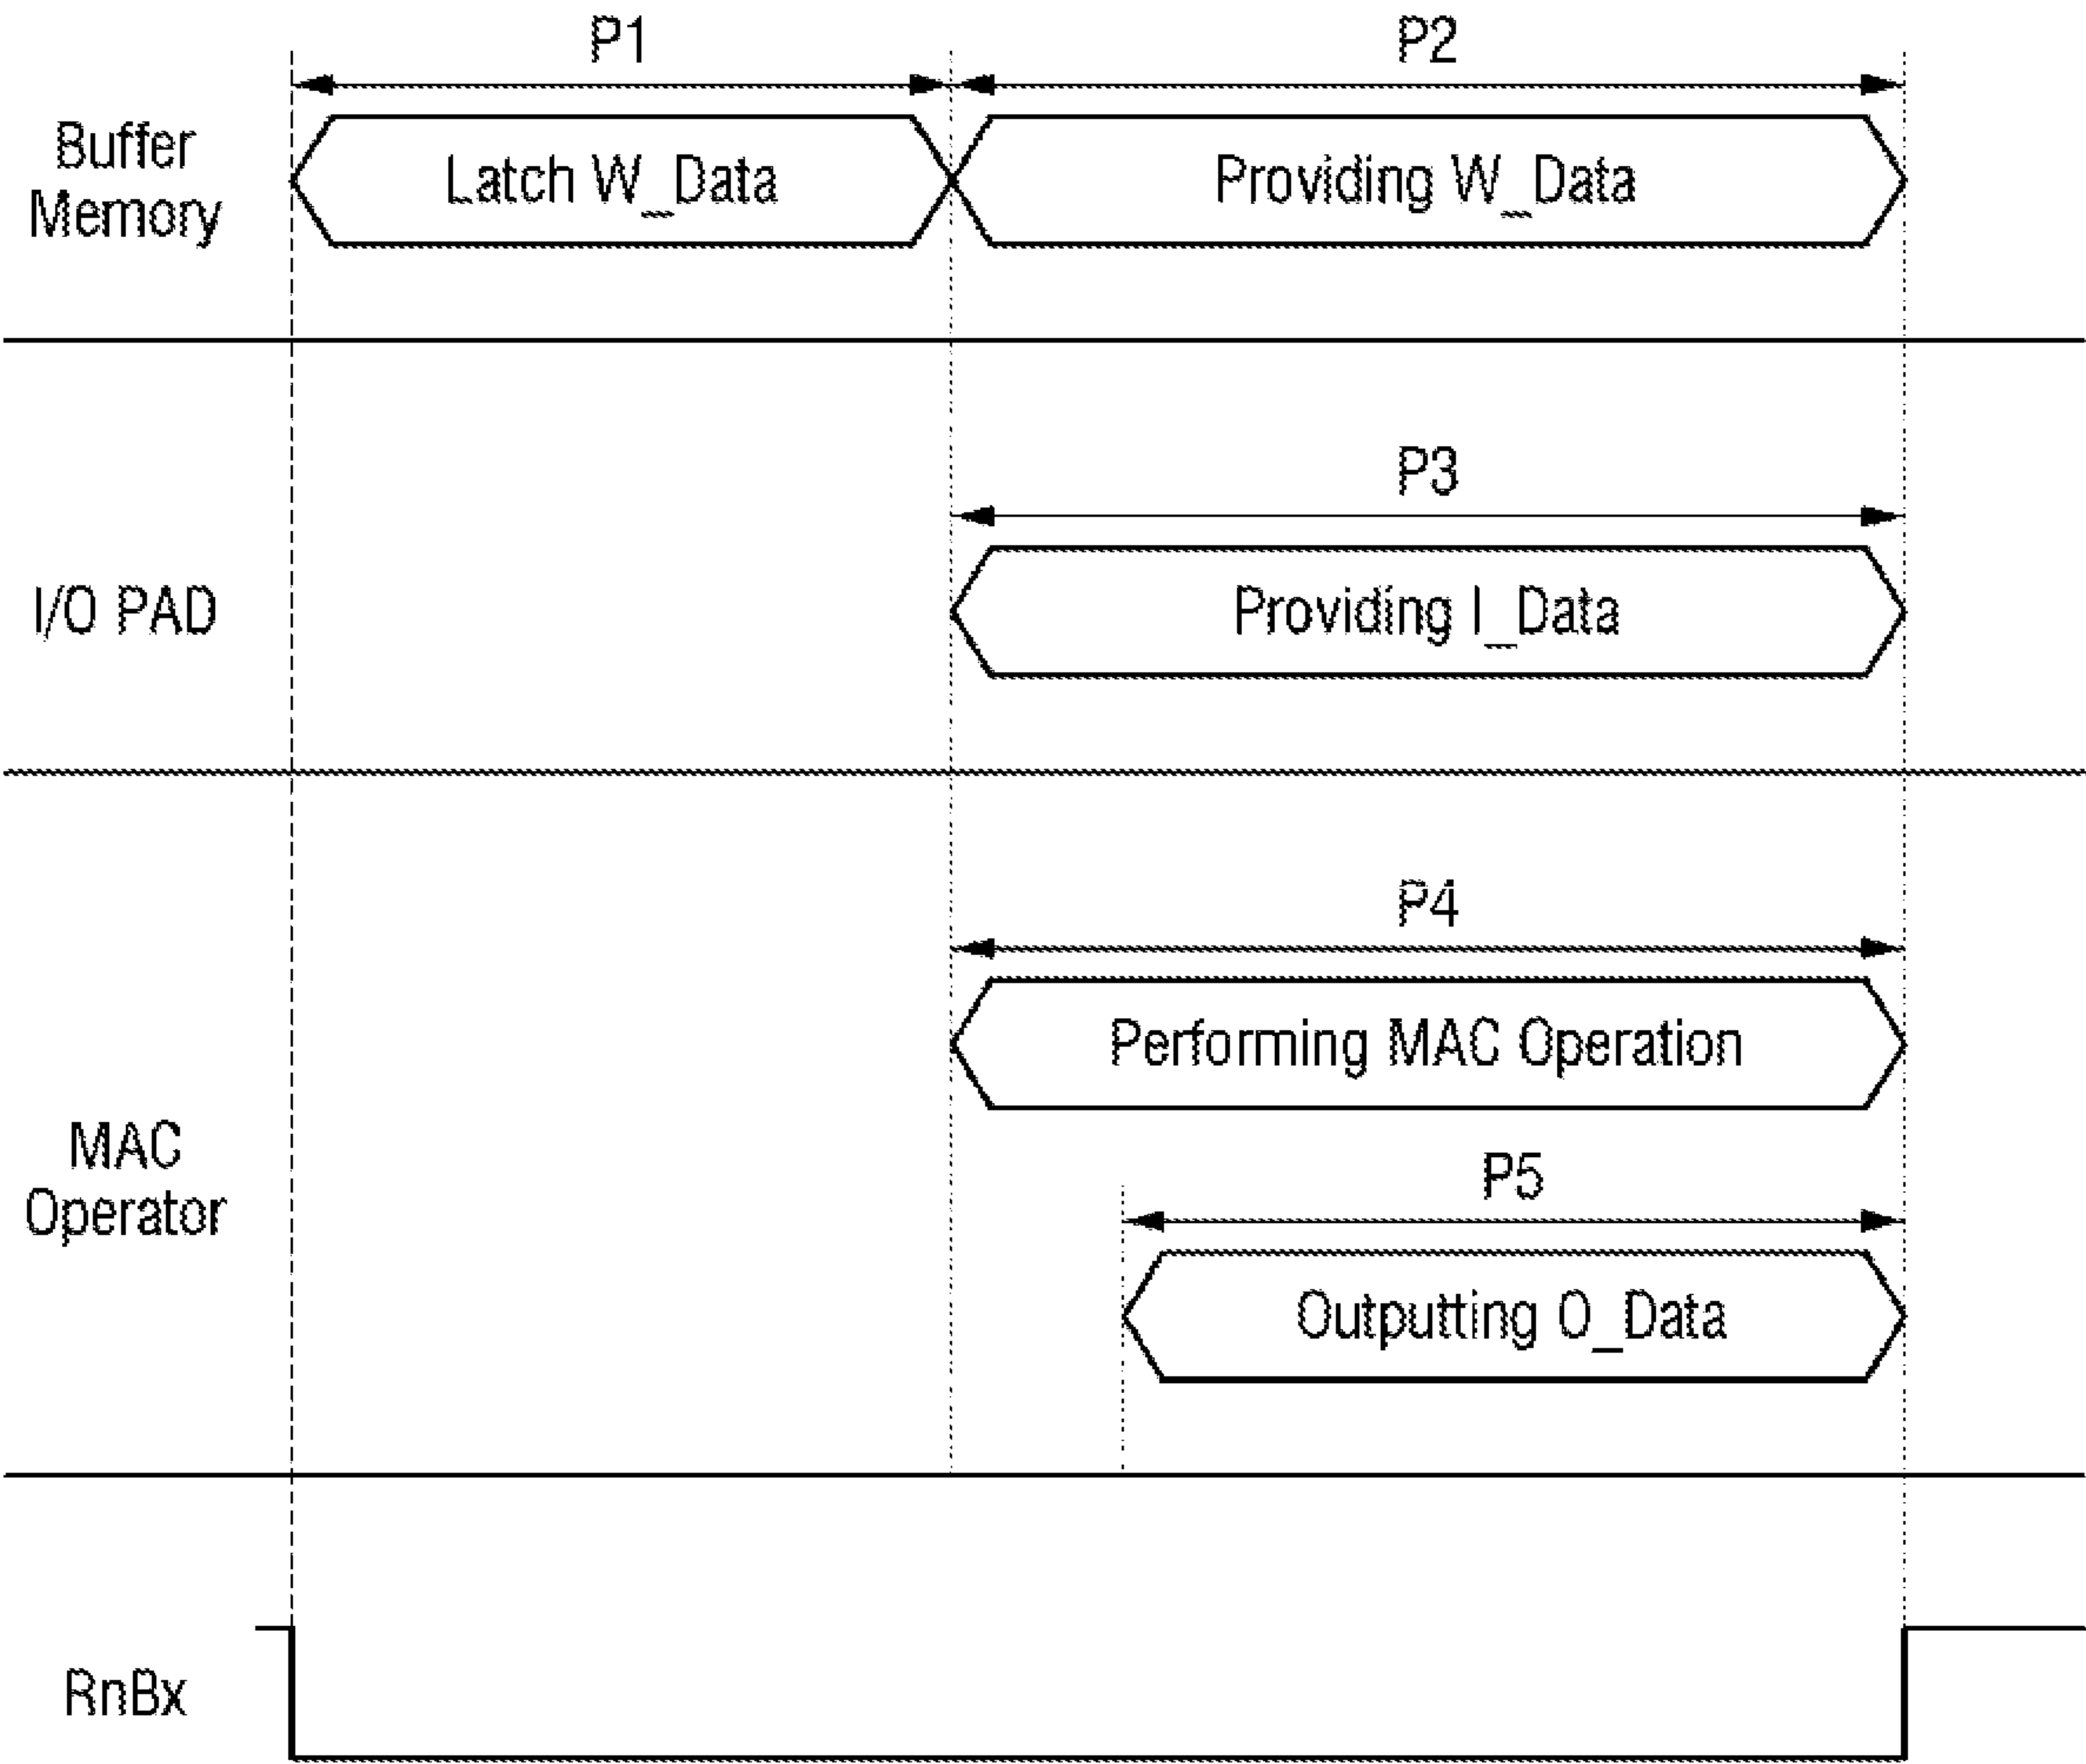 P1
P2
Buffer
Memory
Latch W_Data
Providing W_Data
P3
I/O PAD
Providing I_Data
P4
Performing MAC Operation
MAC
Operator
P5
Outputting O_Data
RnBx